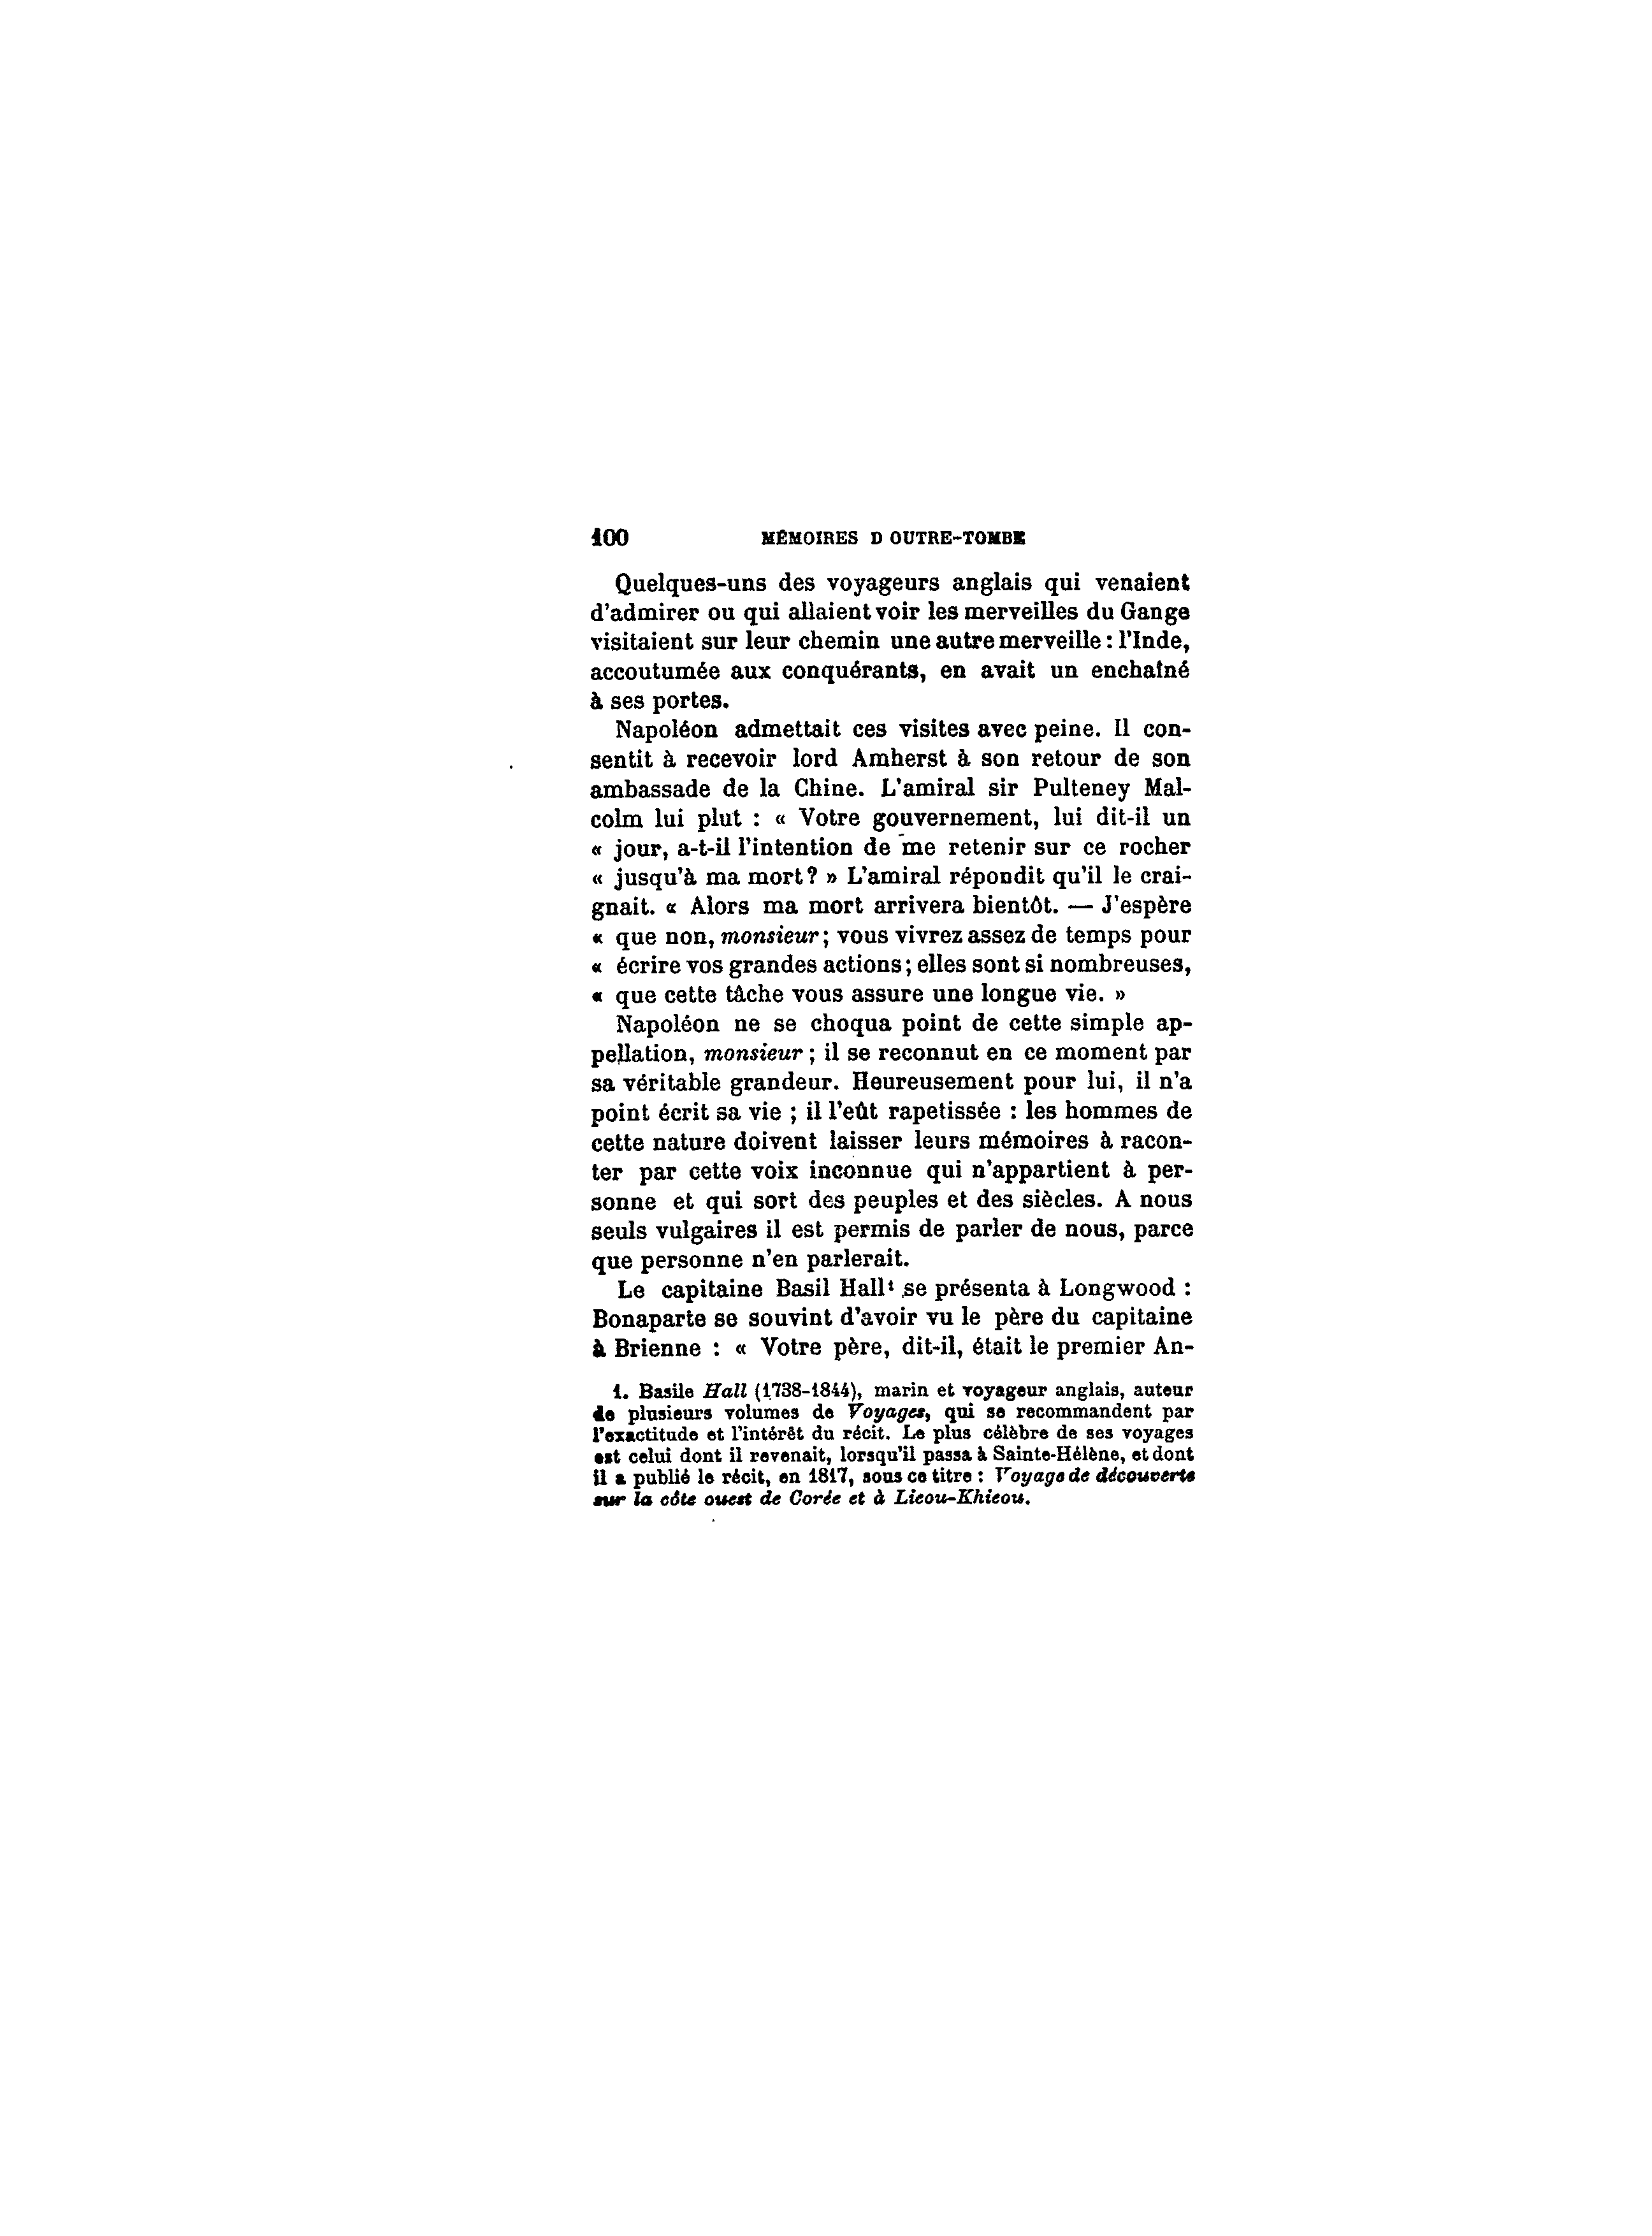 100 MÉMOIRES D OUTRE-TOMBE
Quelques-uns des voyageurs anglais qui venaient
d'admirer ou qui allaient voir les merveilles du Gange
visitaient sur leur chemin une autre merveille : l'Inde,
accoutumée aux conquérants, en avait un enchaîné
à ses portes.
Napoléon admettait ces visites avec peine. Il con-
sentit à recevoir lord Amherst à son retour de son
ambassade de la Chine. L'amiral sir Pulteney Mal-
colm lui plut : « Votre gouvernement, lui dit-il un
« jour, a-t-il l'intention de me retenir sur ce rocher
« jusqu'à ma mort? » L'amiral répondit qu'il le crai-
gnait. « Alors ma mort arrivera bientôt. — J'espère
« que non, monsieur; vous vivrez assez de temps pour
« écrire vos grandes actions; elles sont si nombreuses,
« que cette tâche vous assure une longue vie. »
Napoléon ne se choqua point de cette simple ap-
pellation, monsieur ; il se reconnut en ce moment par
sa véritable grandeur. Heureusement pour lui, il n'a
point écrit sa vie ; il l'eût rapetissée : les hommes de
cette nature doivent laisser leurs mémoires à racon-
ter par cette voix inconnue qui n'appartient à per-
sonne et qui sort des peuples et des siècles. A nous
seuls vulgaires il est permis de parler de nous, parce
que personne n'en parlerait.
Le capitaine Basil Hall¹ se présenta à Longwood :
Bonaparte se souvint d'avoir vu le père du capitaine
à Brienne : « Votre père, dit-il, était le premier An-
1. Basile Hall (1738-1844), marin et voyageur anglais, auteur
de plusieurs volumes de Voyages, qui se recommandent par
l'exactitude et l'intérêt du récit. Le plus célèbre de ses voyages
est celui dont il revenait, lorsqu'il passa à Sainte-Hélène, et dont
il a publié le récit, en 1817, sous ce titre : Voyage de découverte
sur la côte ouest de Corée et à Lieou-Khieou.